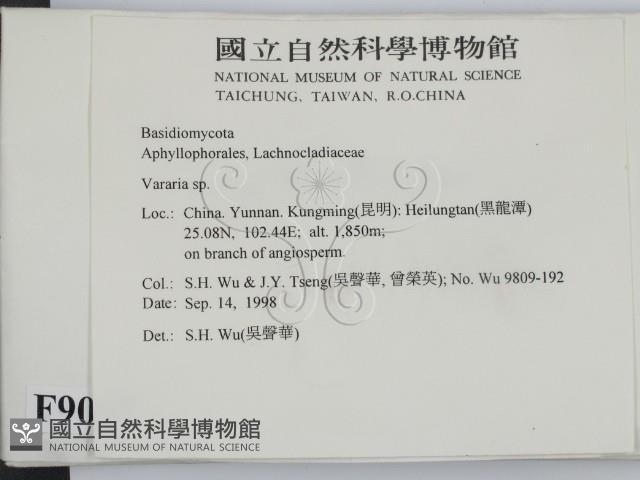 國立自然科學博物館
NATIONAL MUSEUM OF NATURAL SCIENCE
TAICHUNG, TAIWAN, R.O.CHINA
Basidiomycota
Aphyllophorales, Lachnocladiaceae
Vararia sp.
Loc.: China. Yunnan. Kungming(昆明): Heilungtan(黑龍潭)
25.08N, 102.44E; alt. 1,850m;
on branch of angiosperm.
Col.: S.H. Wu & J.Y. Tseng(吳聲華, 曾榮英); No. Wu 9809-192
Date: Sep. 14, 1998
Det.: S.H. Wu(吳聲華)
F90
國立自然科學博物館
NATIONAL MUSEUM OF NATURAL SCIENCE